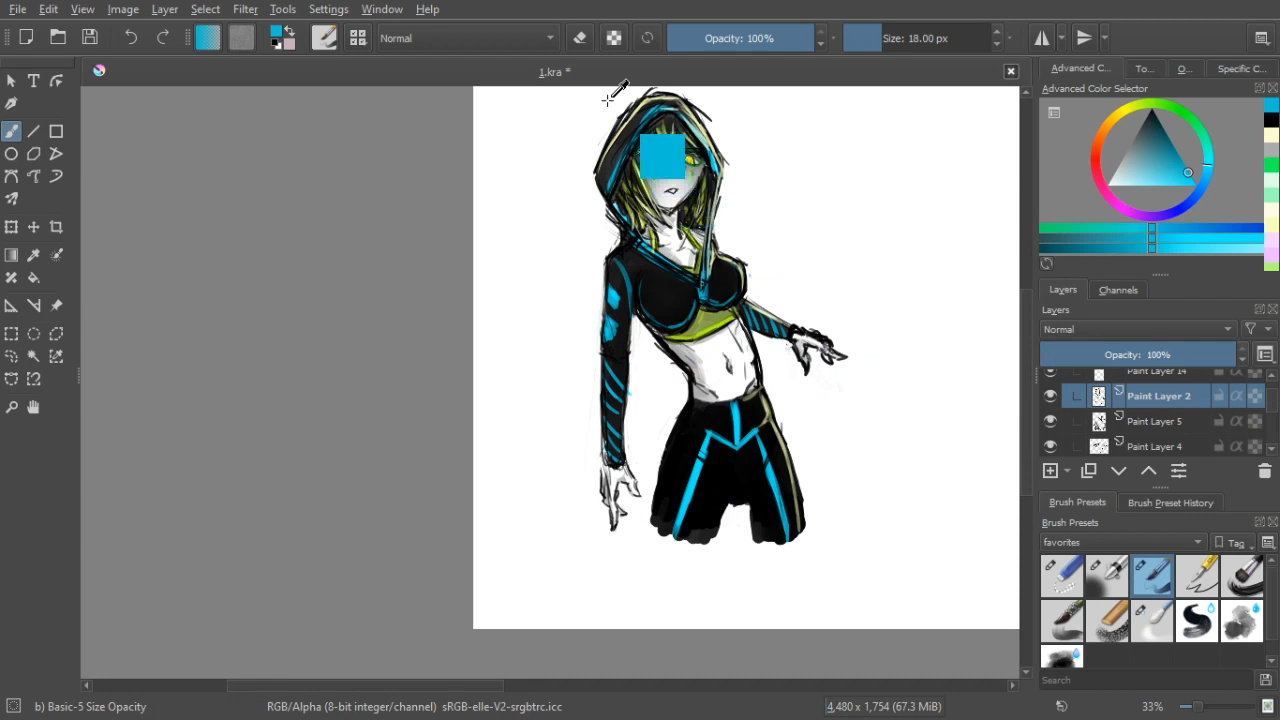 File Edit View Image Layer Select Filter Tools Settings Window Help
Normal Opacity: 100% Size: 18.00 px
1.kra *
Advanced C... To... O... Specific C...
Advanced Color Selector
Layers Channels
Layers
Normal
Opacity: 100%
Paint Layer 14
Paint Layer 2
Paint Layer 5
Paint Layer 4
Brush Presets Brush Preset History
Brush Presets
favorites Tag
Search
b) Basic-5 Size Opacity RGB/Alpha (8-bit integer/channel) sRGB-elle-V2-srgbtrc.icc 4,480 x 1,754 (67.3 MiB) 33%